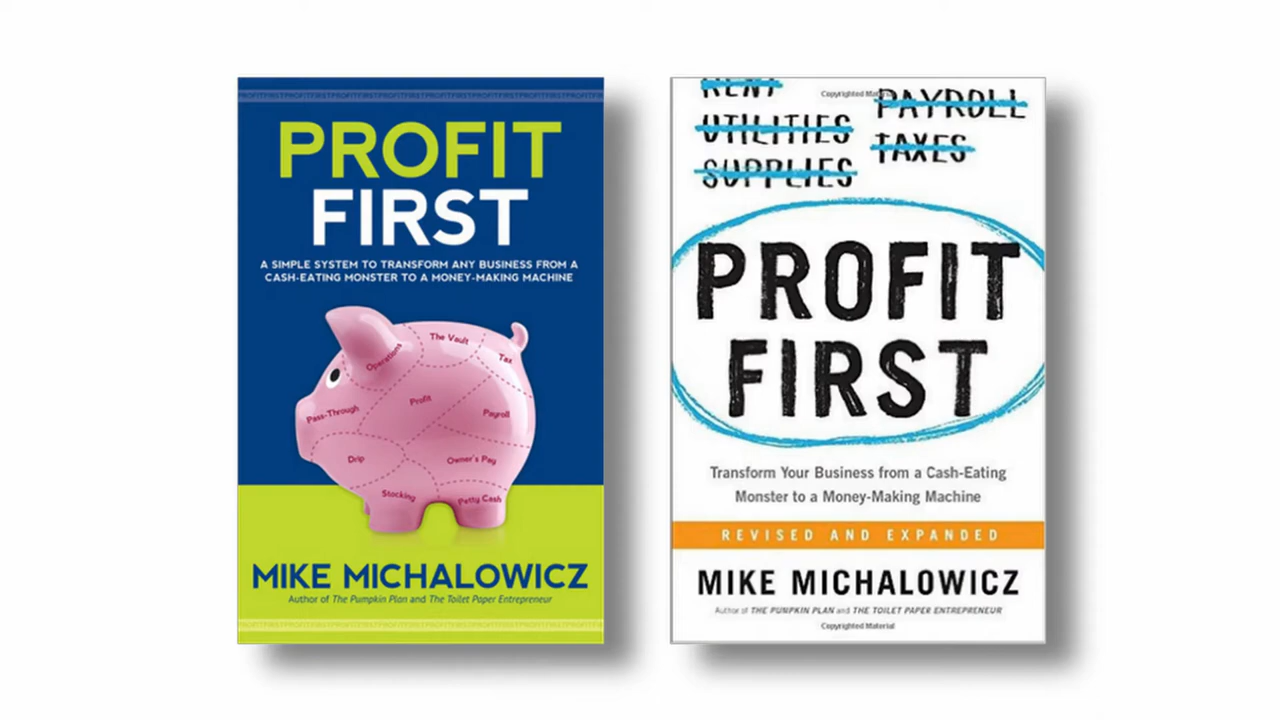 PROFITFIRSTPROFITFIRSTPROFITFIRSTPROFITFIRSTPROFITFIRSTPROFITFIRSTPROFITFIRSTPROFITFIRST
PROFIT
FIRST
A SIMPLE SYSTEM TO TRANSFORM ANY BUSINESS FROM A
CASH-EATING MONSTER TO A MONEY-MAKING MACHINE
Operations
The Vault
Tax
Pass-Through
Profit
Payroll
Drip
Owner's Pay
Stocking
Petty Cash
MIKE MICHALOWICZ
Author of The Pumpkin Plan and The Toilet Paper Entrepreneur
RENT
Copyrighted Material
PAYROLL
UTILITIES
TAXES
SUPPLIES
PROFIT
FIRST
Transform Your Business from a Cash-Eating
Monster to a Money-Making Machine
REVISED AND EXPANDED
MIKE MICHALOWICZ
Author of THE PUMPKIN PLAN and THE TOILET PAPER ENTREPRENEUR
Copyrighted Material